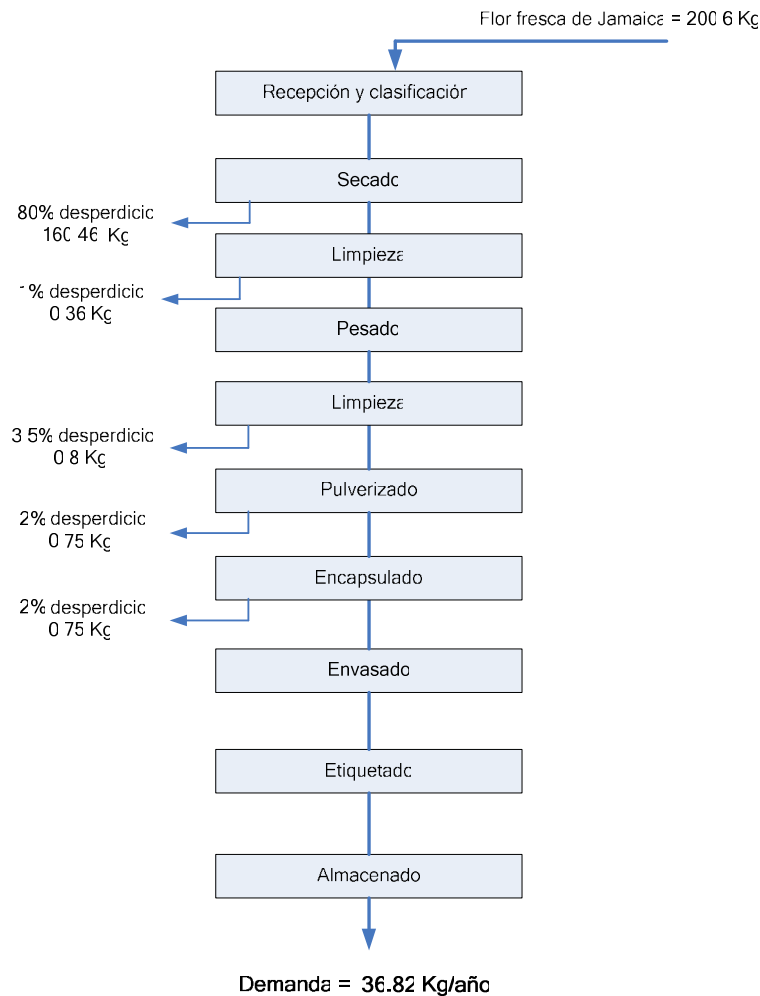 Flor fresca de Jamaica = 200 6 Kg
Recepción y clasificación
Secado
80% desperdicio
160 46 Kg
Limpieza
1% desperdicio
0 36 Kg
Pesado
Limpieza
3 5% desperdicio
0 8 Kg
Pulverizado
2% desperdicio
0 75 Kg
Encapsulado
2% desperdicio
0 75 Kg
Envasado
Etiquetado
Almacenado
Demanda = 36.82 Kg/año